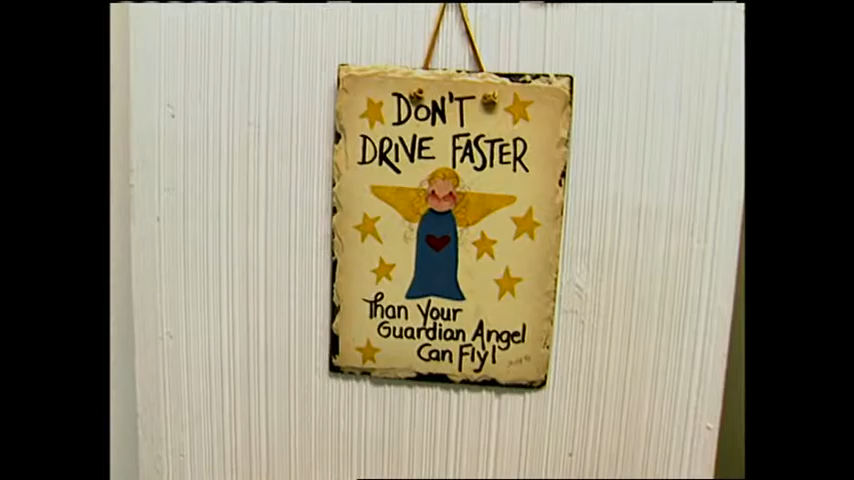 DON'T
DRIVE FASTER
Than Your
Guardian Angel
Can Fly!